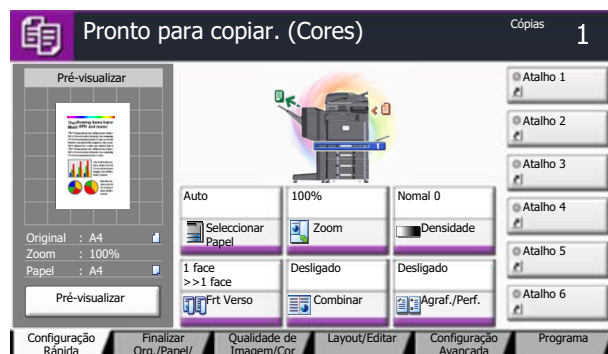 Pronto para copiar. (Cores)
Cópias
1
Pré-visualizar
Original : A4
Zoom : 100%
Papel : A4
Pré-visualizar
1
Auto
Seleccionar
Papel
100%
Zoom
Nomal 0
Densidade
1 face
>>1 face
Frt Verso
Desligado
Combinar
Desligado
Agraf./Perf.
Atalho 1
Atalho 2
Atalho 3
Atalho 4
Atalho 5
Atalho 6
Configuração
Rápida
Finalizar
Org./Papel/
Qualidade de
Imagem/Cor
Layout/Editar
Configuração
Avançada
Programa